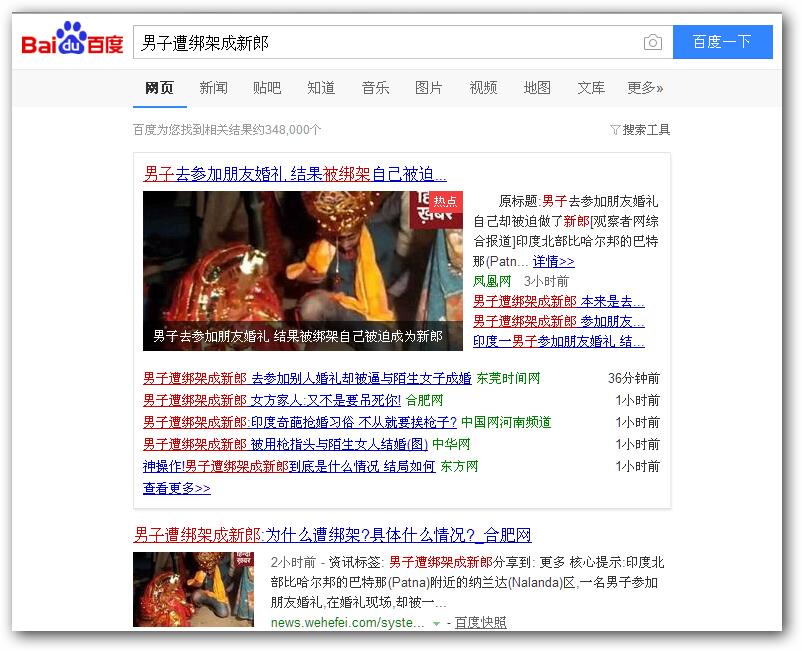 Bai du 百度 男子遭绑架成新郎 百度一下
网页 新闻 贴吧 知道 音乐 图片 视频 地图 文库 更多»
百度为您找到相关结果约348,000个 搜索工具
男子去参加朋友婚礼,结果被绑架自己被迫...
热点
原标题:男子去参加朋友婚礼
自己却被迫做了新郎[观察者网综
合报道]印度北部比哈尔邦的巴特
那(Patn... 详情>>
凤凰网 3小时前
男子遭绑架成新郎 本来是去...
男子遭绑架成新郎 参加朋友...
印度一男子参加朋友婚礼 结...
男子去参加朋友婚礼 结果被绑架自己被迫成为新郎
男子遭绑架成新郎 去参加别人婚礼却被逼与陌生女子成婚 东莞时间网 36分钟前
男子遭绑架成新郎 女方家人:又不是要吊死你! 合肥网 1小时前
男子遭绑架成新郎:印度奇葩抢婚习俗 不从就要挨枪子? 中国网河南频道 1小时前
男子遭绑架成新郎 被用枪指头与陌生女人结婚(图) 中华网 1小时前
神操作!男子遭绑架成新郎到底是什么情况 结局如何 东方网 1小时前
查看更多>>
男子遭绑架成新郎:为什么遭绑架?具体什么情况?_合肥网
2小时前 - 资讯标签: 男子遭绑架成新郎分享到: 更多 核心提示:印度北
部比哈尔邦的巴特那(Patna)附近的纳兰达(Nalanda)区,一名男子参加
朋友婚礼,在婚礼现场,却被一...
news.wehefei.com/syste... - 百度快照